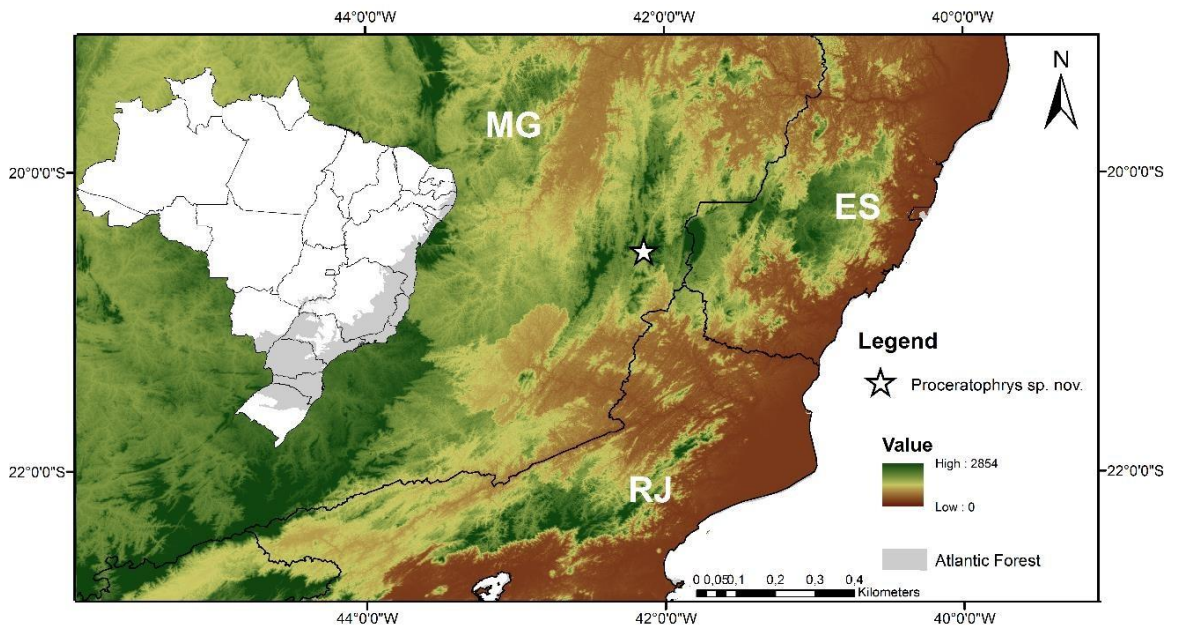 44°0'0"W 42°0'0"W 40°0'0"W
N
MG
20°0'0"S 20°0'0"S
ES
Legend
Proceratophrys sp. nov.
Value
High : 2854
Low : 0
22°0'0"S 22°0'0"S
RJ
Atlantic Forest
0 0,05 0,1 0,2 0,3 0,4
Kilometers
44°0'0"W 42°0'0"W 40°0'0"W